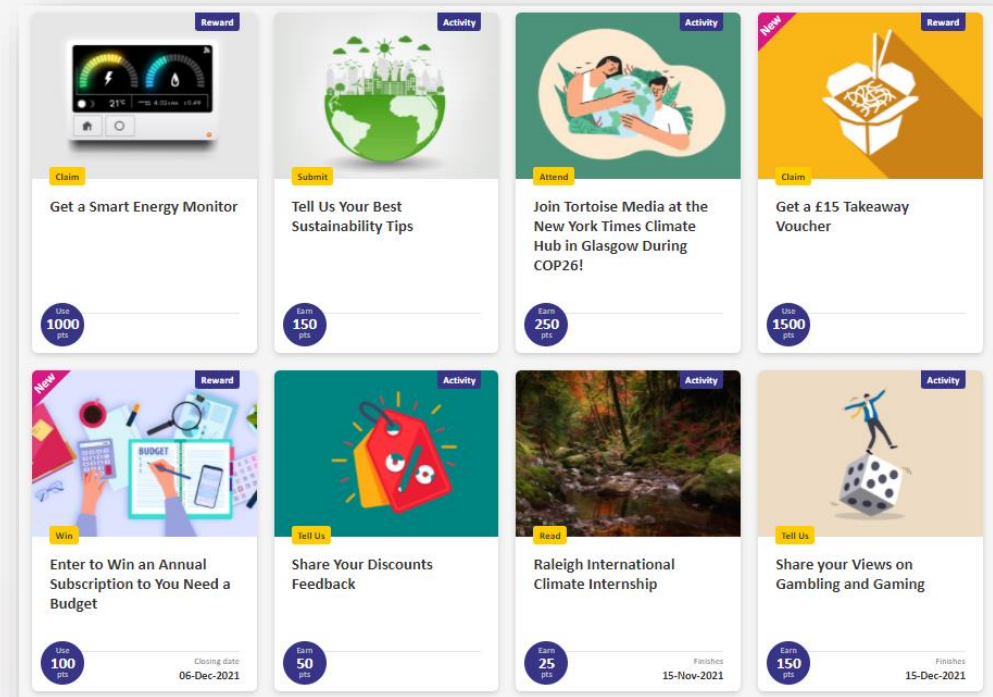 Reward
Claim
Get a Smart Energy Monitor
Use
1000
pts
Activity
Submit
Tell Us Your Best
Sustainability Tips
Earn
150
pts
Activity
Attend
Join Tortoise Media at the
New York Times Climate
Hub in Glasgow During
COP26!
Earn
250
pts
New
Reward
Claim
Get a £15 Takeaway
Voucher
Use
1500
pts
New
Reward
BUDGET
Win
Enter to Win an Annual
Subscription to You Need a
Budget
Use
100
pts
Closing date
06-Dec-2021
Activity
Tell Us
Share Your Discounts
Feedback
Earn
50
pts
Activity
Read
Raleigh International
Climate Internship
Earn
25
pts
Finishes
15-Nov-2021
Activity
Tell Us
Share your Views on
Gambling and Gaming
Earn
150
pts
Finishes
15-Dec-2021